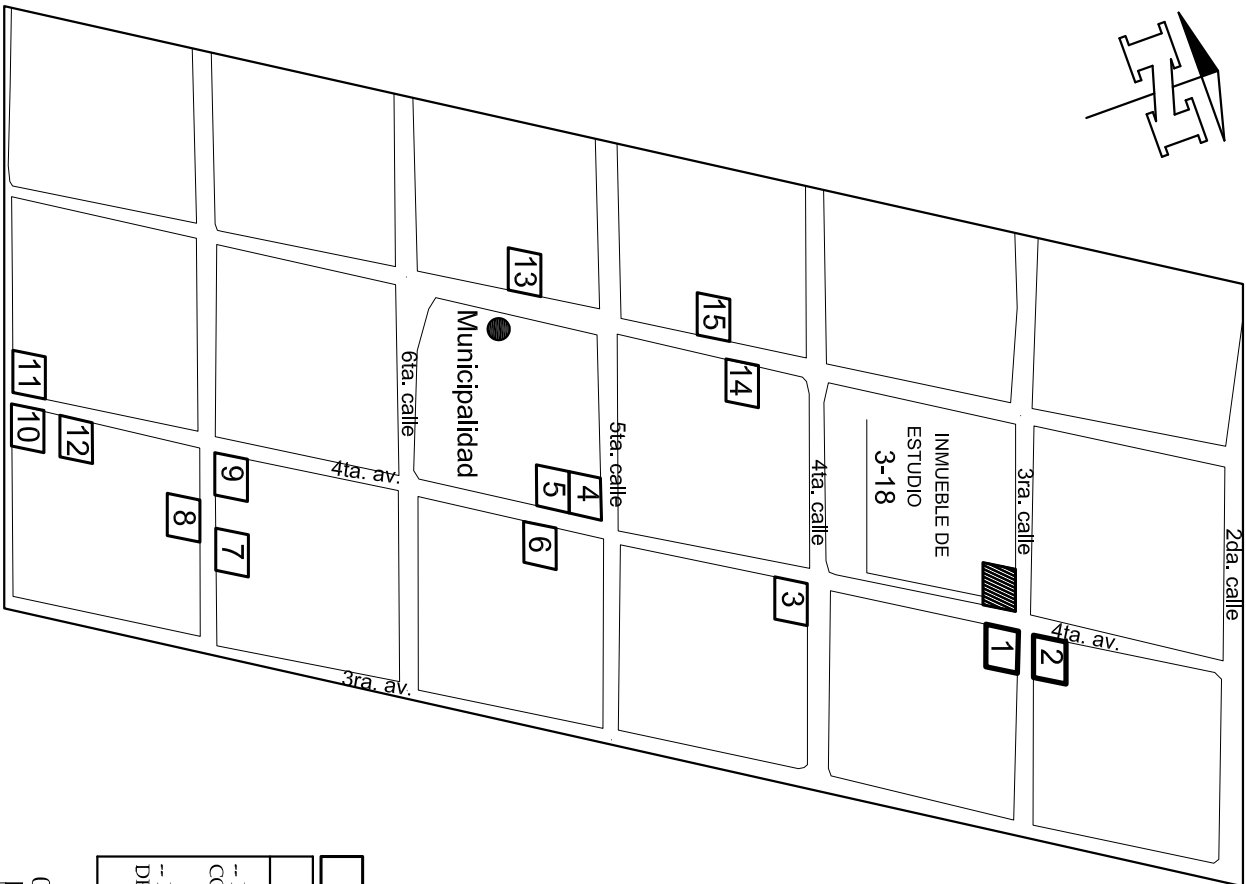 N
2da. calle
4ta. av.
2
3ra. calle
1
INMUEBLE DE
ESTUDIO
3-18
4ta. calle
3
14
15
5ta. calle
4
5
6
13
Municipalidad
6ta. calle
4ta. av.
3ra. av.
9
7
8
12
11
10